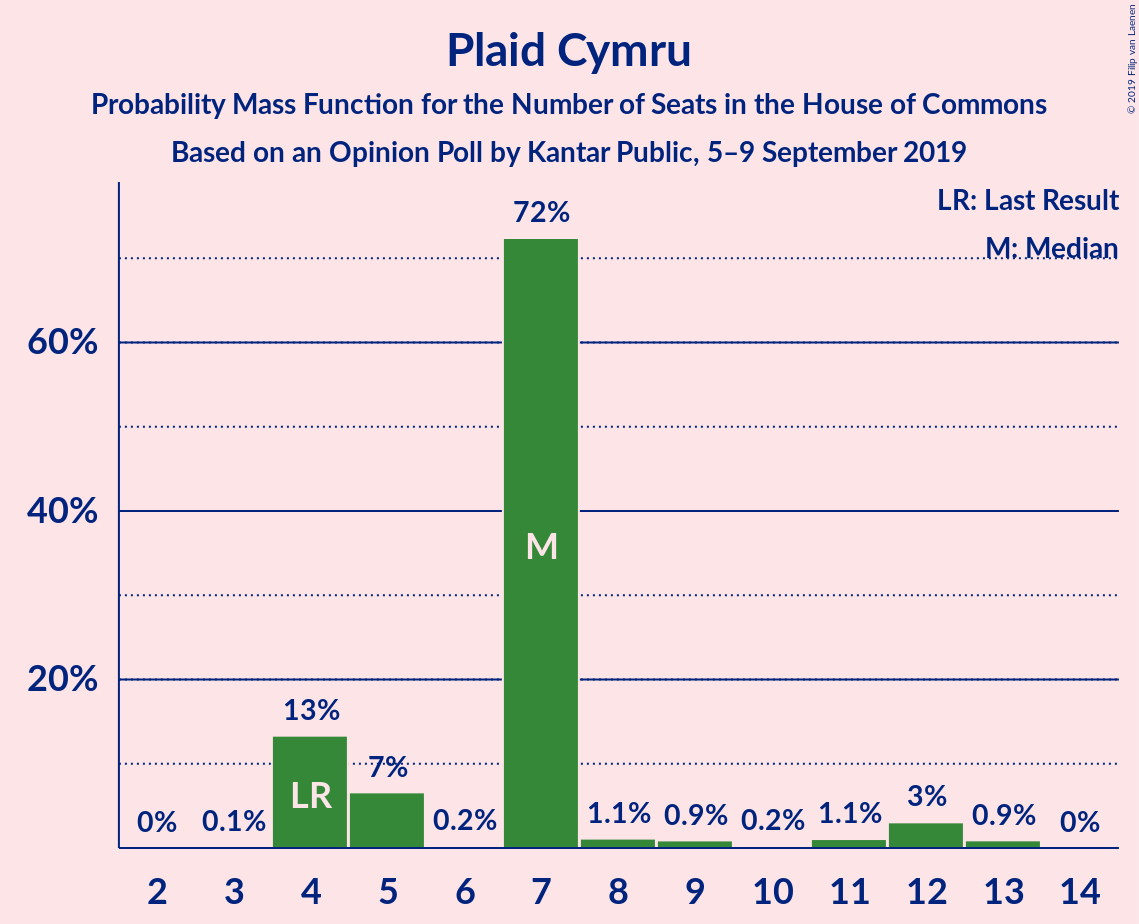 Plaid Cymru
Probability Mass Function for the Number of Seats in the House of Commons
Based on an Opinion Poll by Kantar Public, 5–9 September 2019
© 2019 Filip van Laenen
LR: Last Result
M: Median
72%
60%
40%
M
20%
13%
7%
LR
0%
0.1%
0.2%
1.1%
0.9%
0.2%
1.1%
3%
0.9%
0%
2 3 4 5 6 7 8 9 10 11 12 13 14